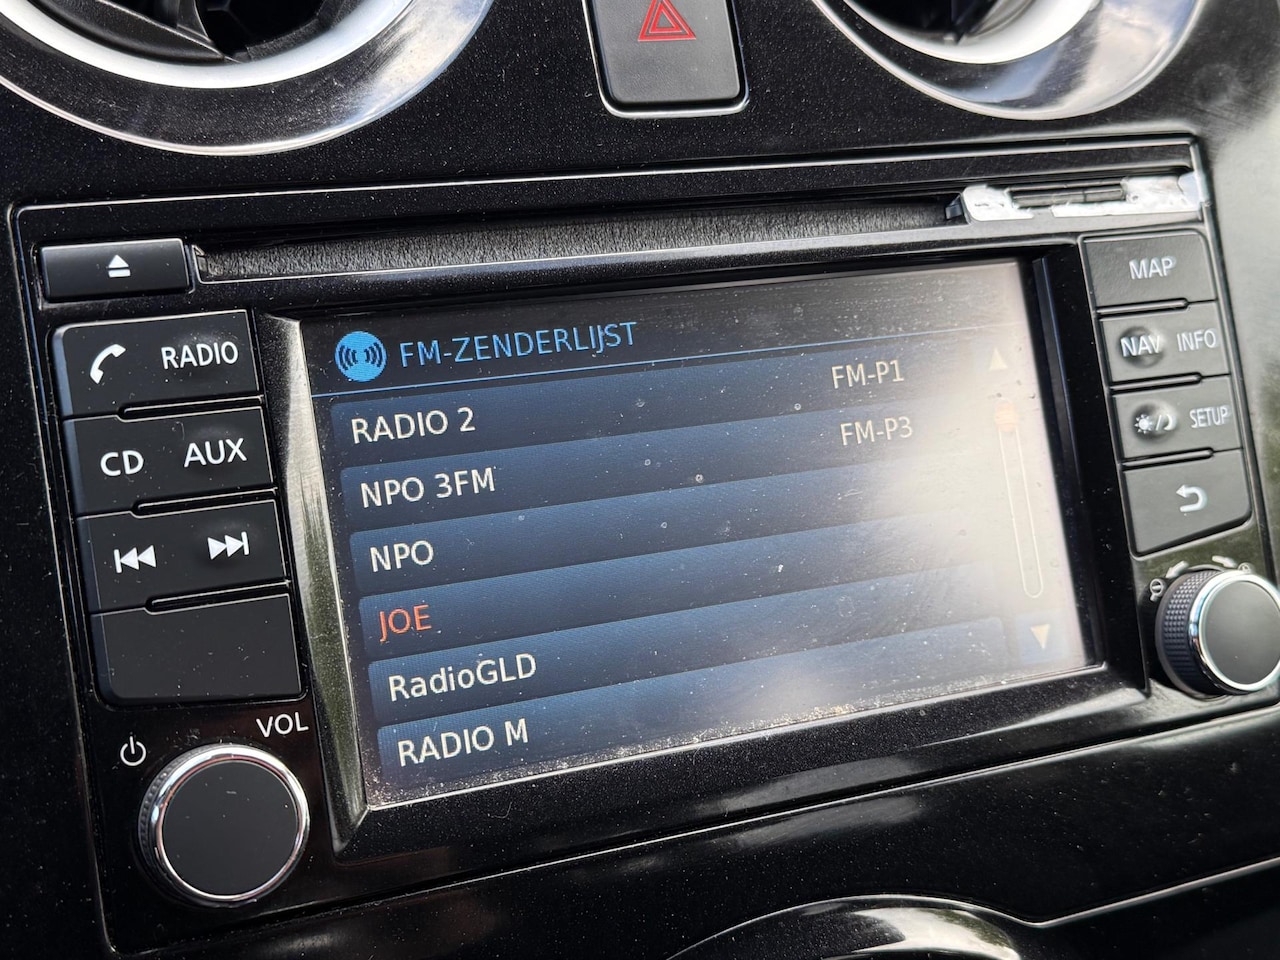 MAP
RADIO
FM-ZENDERLIJST
NAV INFO
RADIO 2 FM-P1
CD AUX
NPO 3FM FM-P3
SETUP
NPO
JOE
RadioGLD
RADIO M
VOL